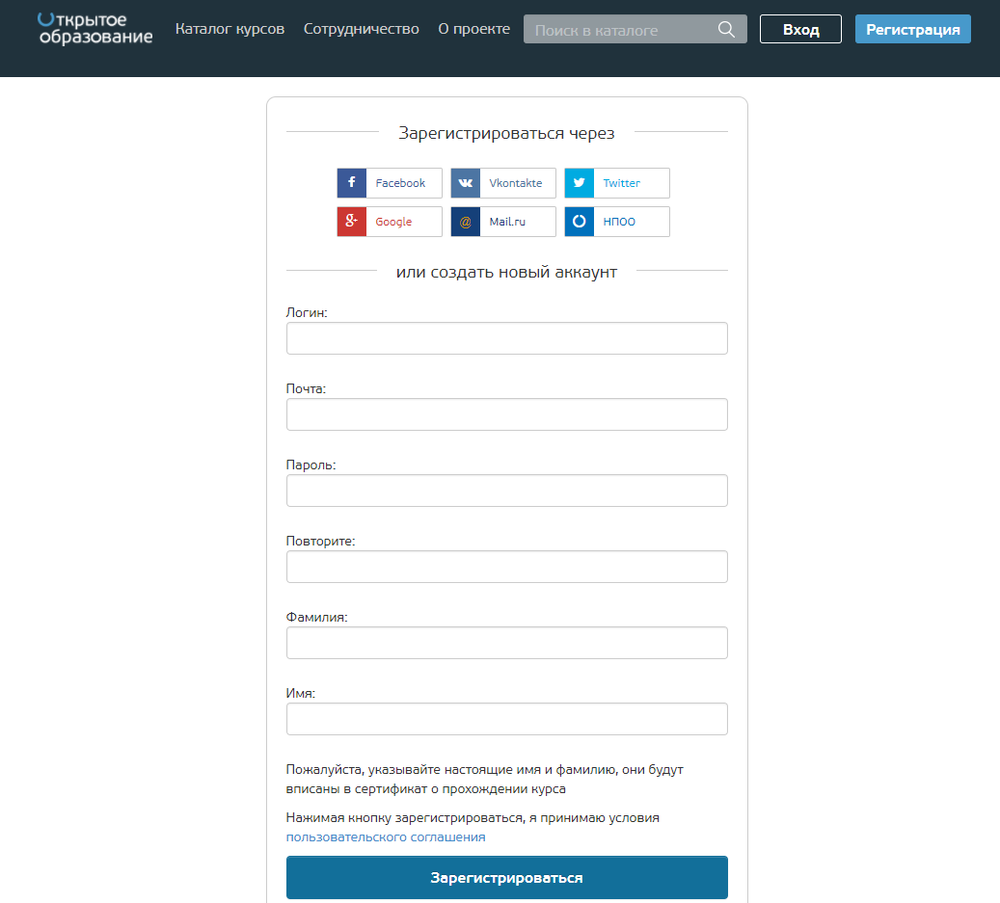 Открытое
образование
Каталог курсов Сотрудничество О проекте Поиск в каталоге Вход Регистрация
Зарегистрироваться через
Facebook Vkontakte Twitter
Google @ Mail.ru НПОО
или создать новый аккаунт
Логин:
Почта:
Пароль:
Повторите:
Фамилия:
Имя:
Пожалуйста, указывайте настоящие имя и фамилию, они будут
вписаны в сертификат о прохождении курса
Нажимая кнопку зарегистрироваться, я принимаю условия
пользовательского соглашения
Зарегистрироваться